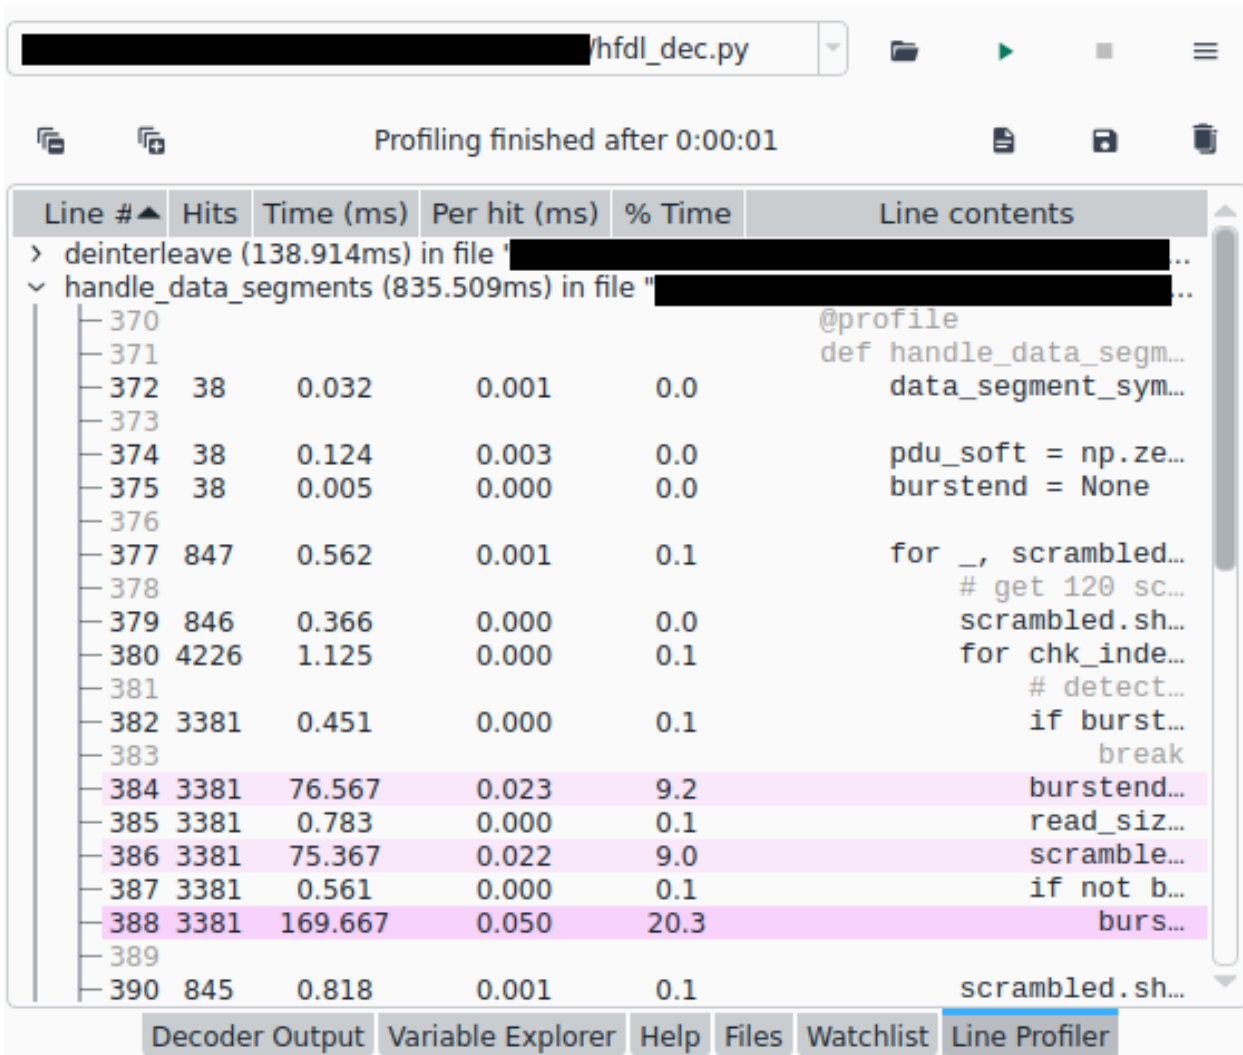 /hfdl_dec.py
Profiling finished after 0:00:01
Line # Hits Time (ms) Per hit (ms) % Time Line contents
deinterleave (138.914ms) in file "...
handle_data_segments (835.509ms) in file "...
370 @profile
371 def handle_data_segm…
372 38 0.032 0.001 0.0 data_segment_sym…
373
374 38 0.124 0.003 0.0 pdu_soft = np.ze…
375 38 0.005 0.000 0.0 burstend = None
376
377 847 0.562 0.001 0.1 for _, scrambled…
378 # get 120 sc…
379 846 0.366 0.000 0.0 scrambled.sh…
380 4226 1.125 0.000 0.1 for chk_inde…
381 # detect…
382 3381 0.451 0.000 0.1 if burst…
383 break
384 3381 76.567 0.023 9.2 burstend…
385 3381 0.783 0.000 0.1 read_siz…
386 3381 75.367 0.022 9.0 scramble…
387 3381 0.561 0.000 0.1 if not b…
388 3381 169.667 0.050 20.3 burs…
389
390 845 0.818 0.001 0.1 scrambled.sh…
Decoder Output Variable Explorer Help Files Watchlist Line Profiler